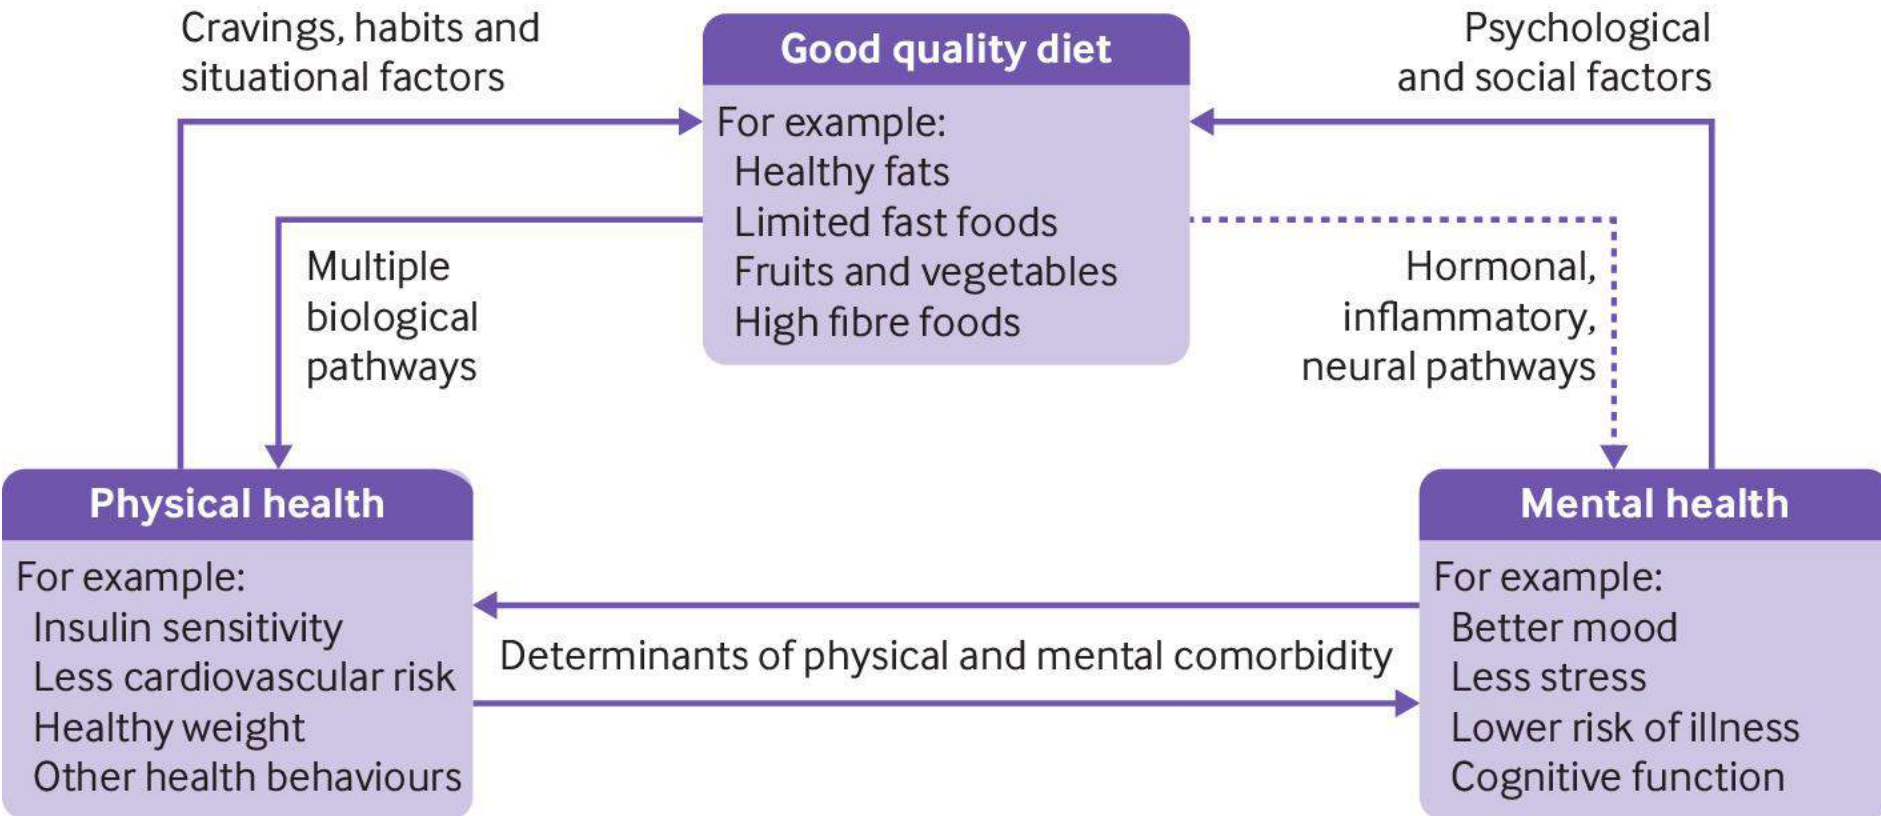 Cravings, habits and
situational factors
Good quality diet
For example:
Healthy fats
Limited fast foods
Fruits and vegetables
High fibre foods
Psychological
and social factors
Multiple
biological
pathways
Hormonal,
inflammatory,
neural pathways
Physical health
For example:
Insulin sensitivity
Less cardiovascular risk
Healthy weight
Other health behaviours
Determinants of physical and mental comorbidity
Mental health
For example:
Better mood
Less stress
Lower risk of illness
Cognitive function